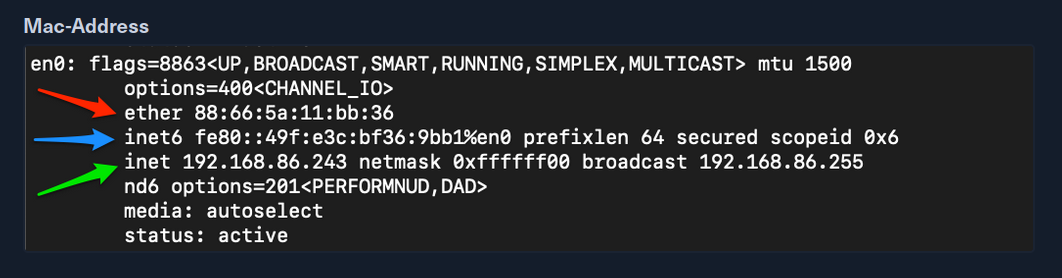 Mac-Address
en0: flags=8863<UP,BROADCAST,SMART,RUNNING,SIMPLEX,MULTICAST> mtu 1500
options=400<CHANNEL_IO>
ether 88:66:5a:11:bb:36
inet6 fe80::49f:e3c:bf36:9bb1%en0 prefixlen 64 secured scopeid 0x6
inet 192.168.86.243 netmask 0xffffff00 broadcast 192.168.86.255
nd6 options=201<PERFORMNUD,DAD>
media: autoselect
status: active